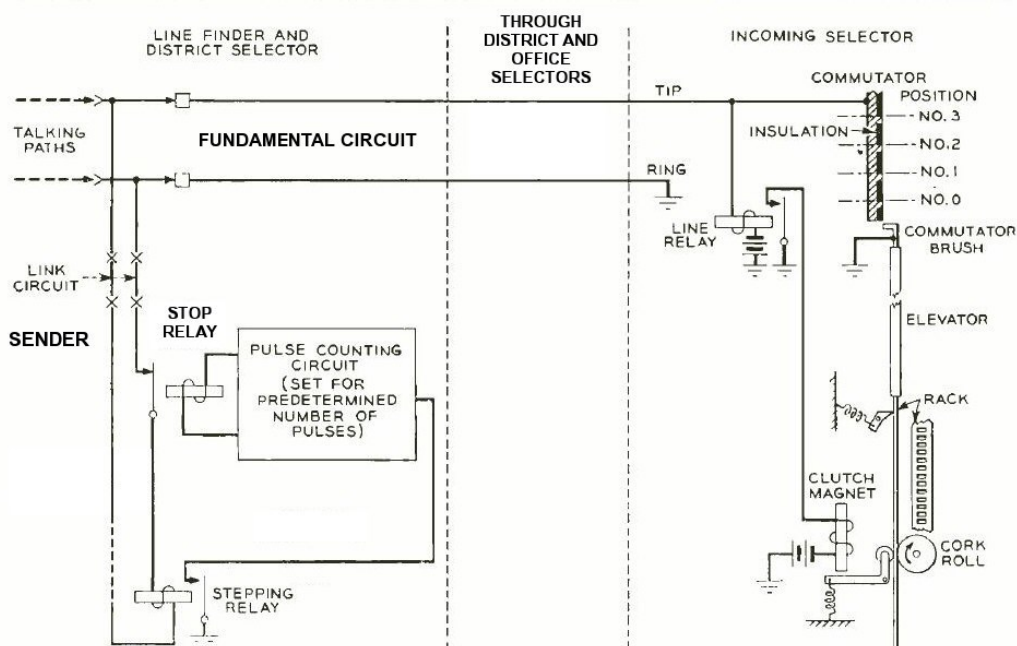 LINE FINDER AND
DISTRICT SELECTOR
THROUGH
DISTRICT AND
OFFICE
SELECTORS
INCOMING SELECTOR
COMMUTATOR
POSITION
TIP
NO.3
TALKING
PATHS
FUNDAMENTAL CIRCUIT
INSULATION
NO.2
RING
NO.1
NO.0
LINE
RELAY
COMMUTATOR
BRUSH
LINK
CIRCUIT
STOP
RELAY
SENDER
ELEVATOR
PULSE COUNTING
CIRCUIT
(SET FOR
PREDETERMINED
NUMBER OF
PULSES)
RACK
CLUTCH
MAGNET
CORK
ROLL
STEPPING
RELAY